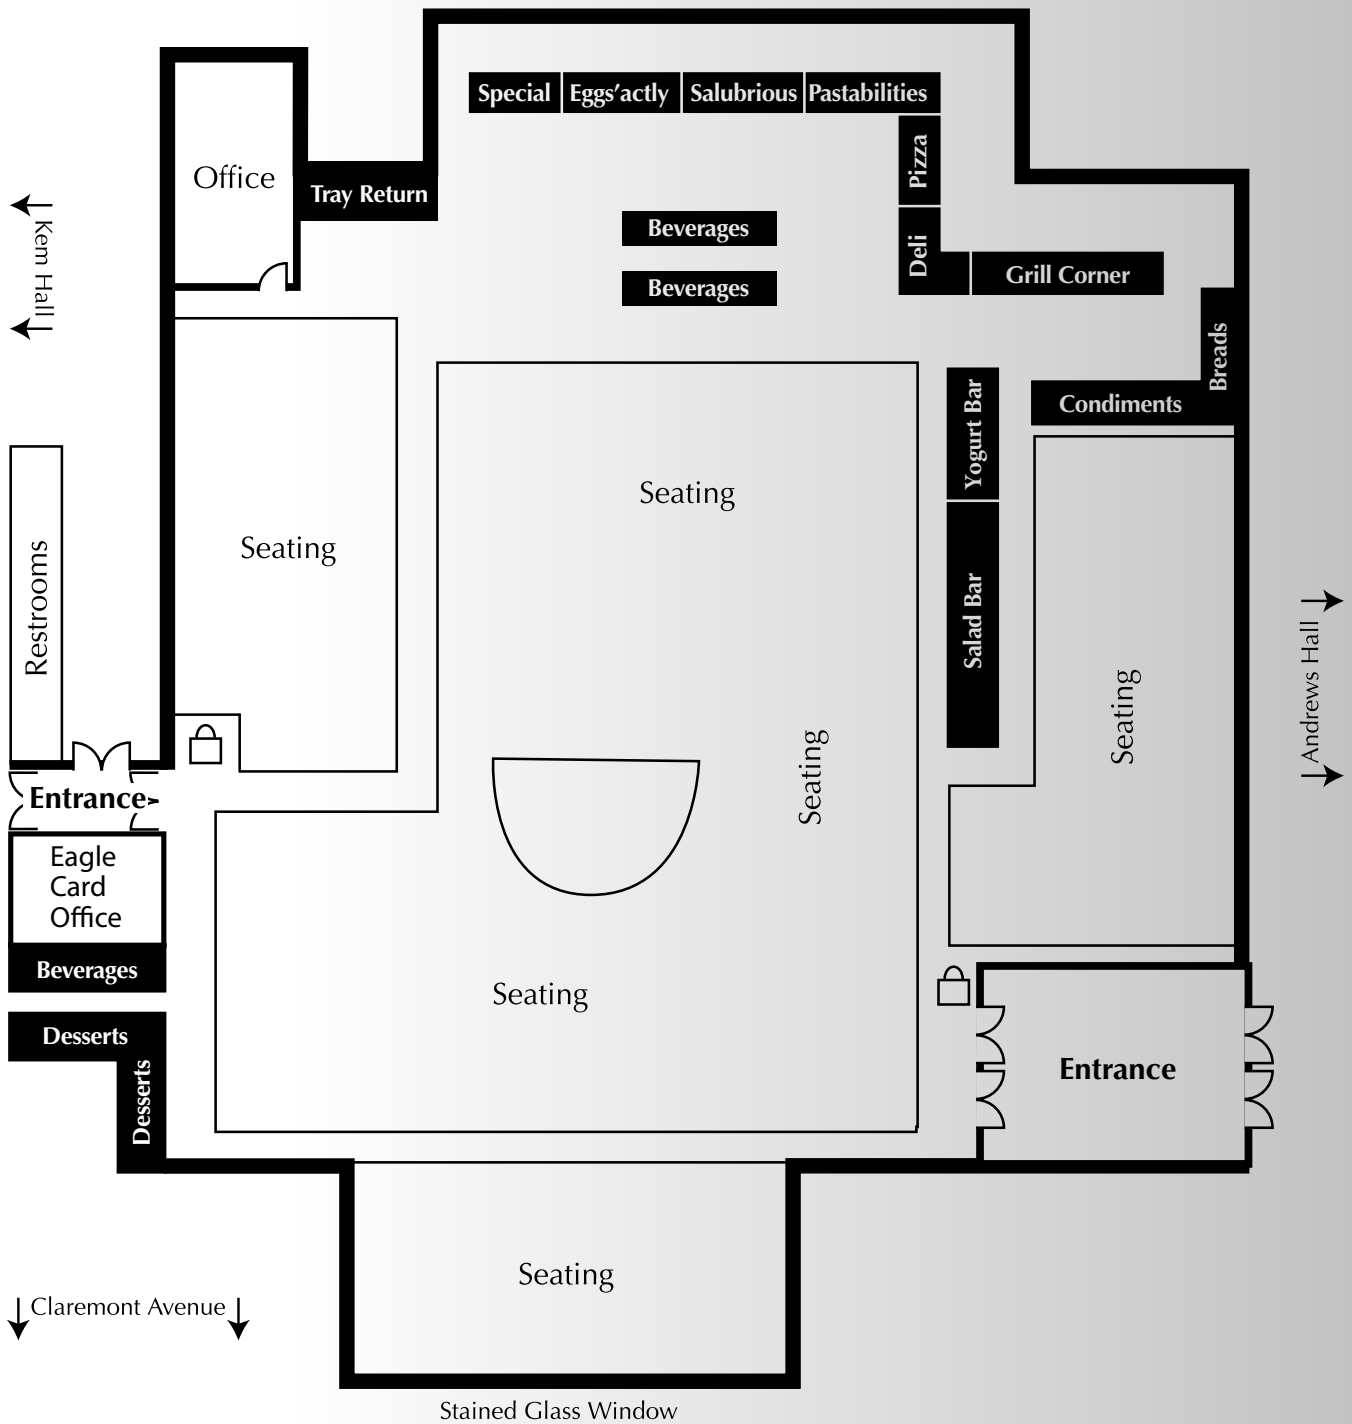 Special
Eggs’actly
Salubrious
Pastabilities
Pizza
Office
Tray Return
Kem Hall
Beverages
Deli
Grill Corner
Beverages
Breads
Yogurt Bar
Condiments
Seating
Seating
Restrooms
Salad Bar
Seating
Andrews Hall
Seating
Entrance
Eagle
Card
Office
Beverages
Seating
Desserts
Desserts
Entrance
Seating
Claremont Avenue
Stained Glass Window